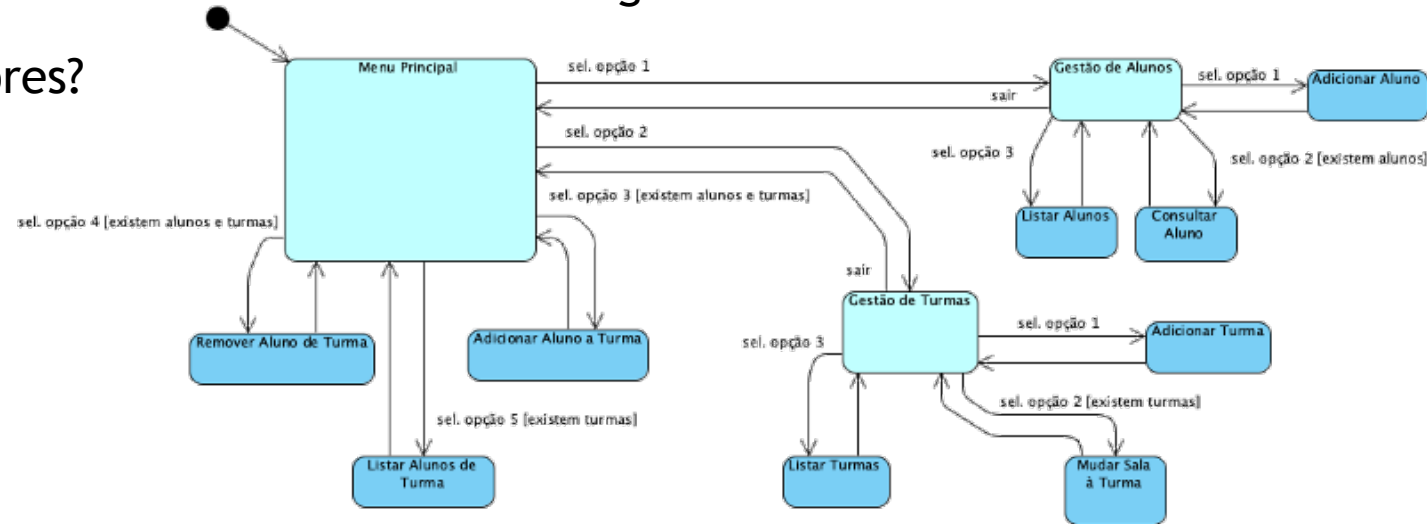 ores?
Menu Principal
sel. opção 1
sair
sel. opção 2
sel. opção 3 [existem alunos e turmas]
sel. opção 4 [existem alunos e turmas]
Remover Aluno de Turma
Adicionar Aluno a Turma
sel. opção 5 [existem turmas]
Listar Alunos de
Turma
Gestão de Alunos
sel. opção 1
Adicionar Aluno
sel. opção 3
sel. opção 2 [existem alunos]
Listar Alunos
Consultar
Aluno
sair
Gestão de Turmas
sel. opção 1
Adicionar Turma
sel. opção 3
sel. opção 2 [existem turmas]
Listar Turmas
Mudar Sala
à Turma